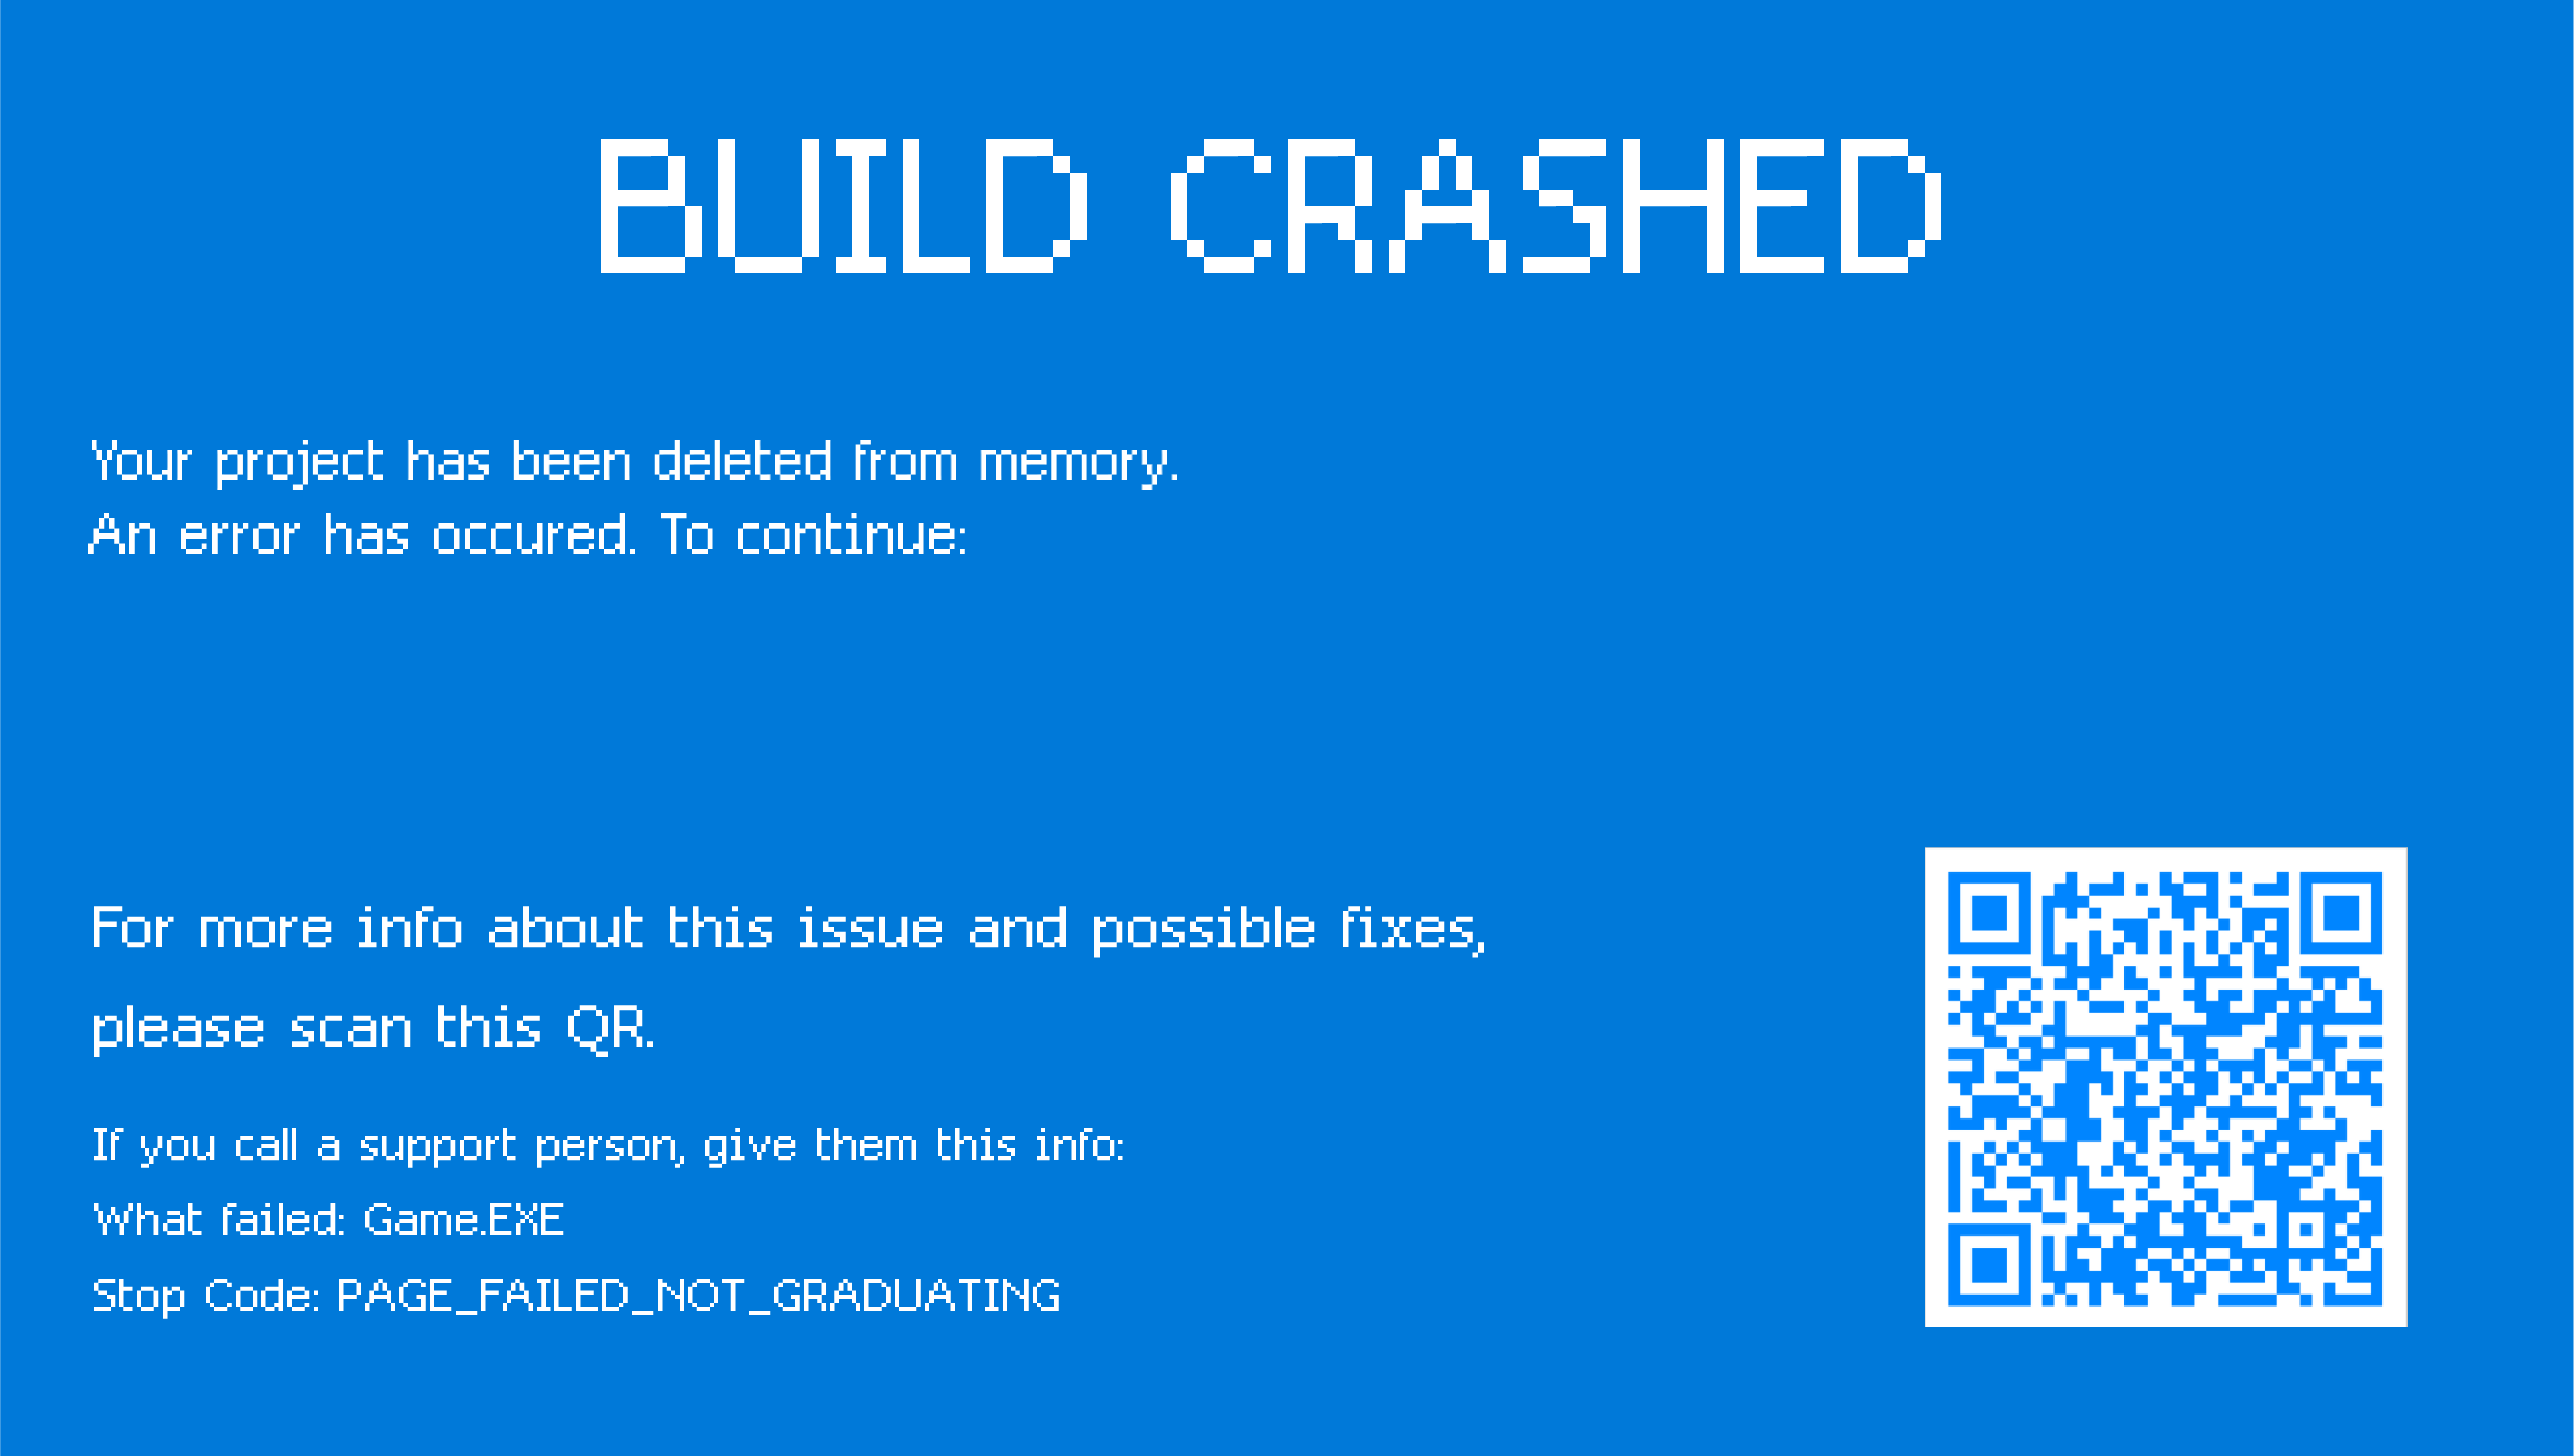 BUILD CRASHED
Your project has been deleted from memory.
An error has occured. To continue:
For more info about this issue and possible fixes,
please scan this QR.
If you call a support person, give them this info:
What failed: Game.EXE
Stop Code: PAGE_FAILED_NOT_GRADUATING